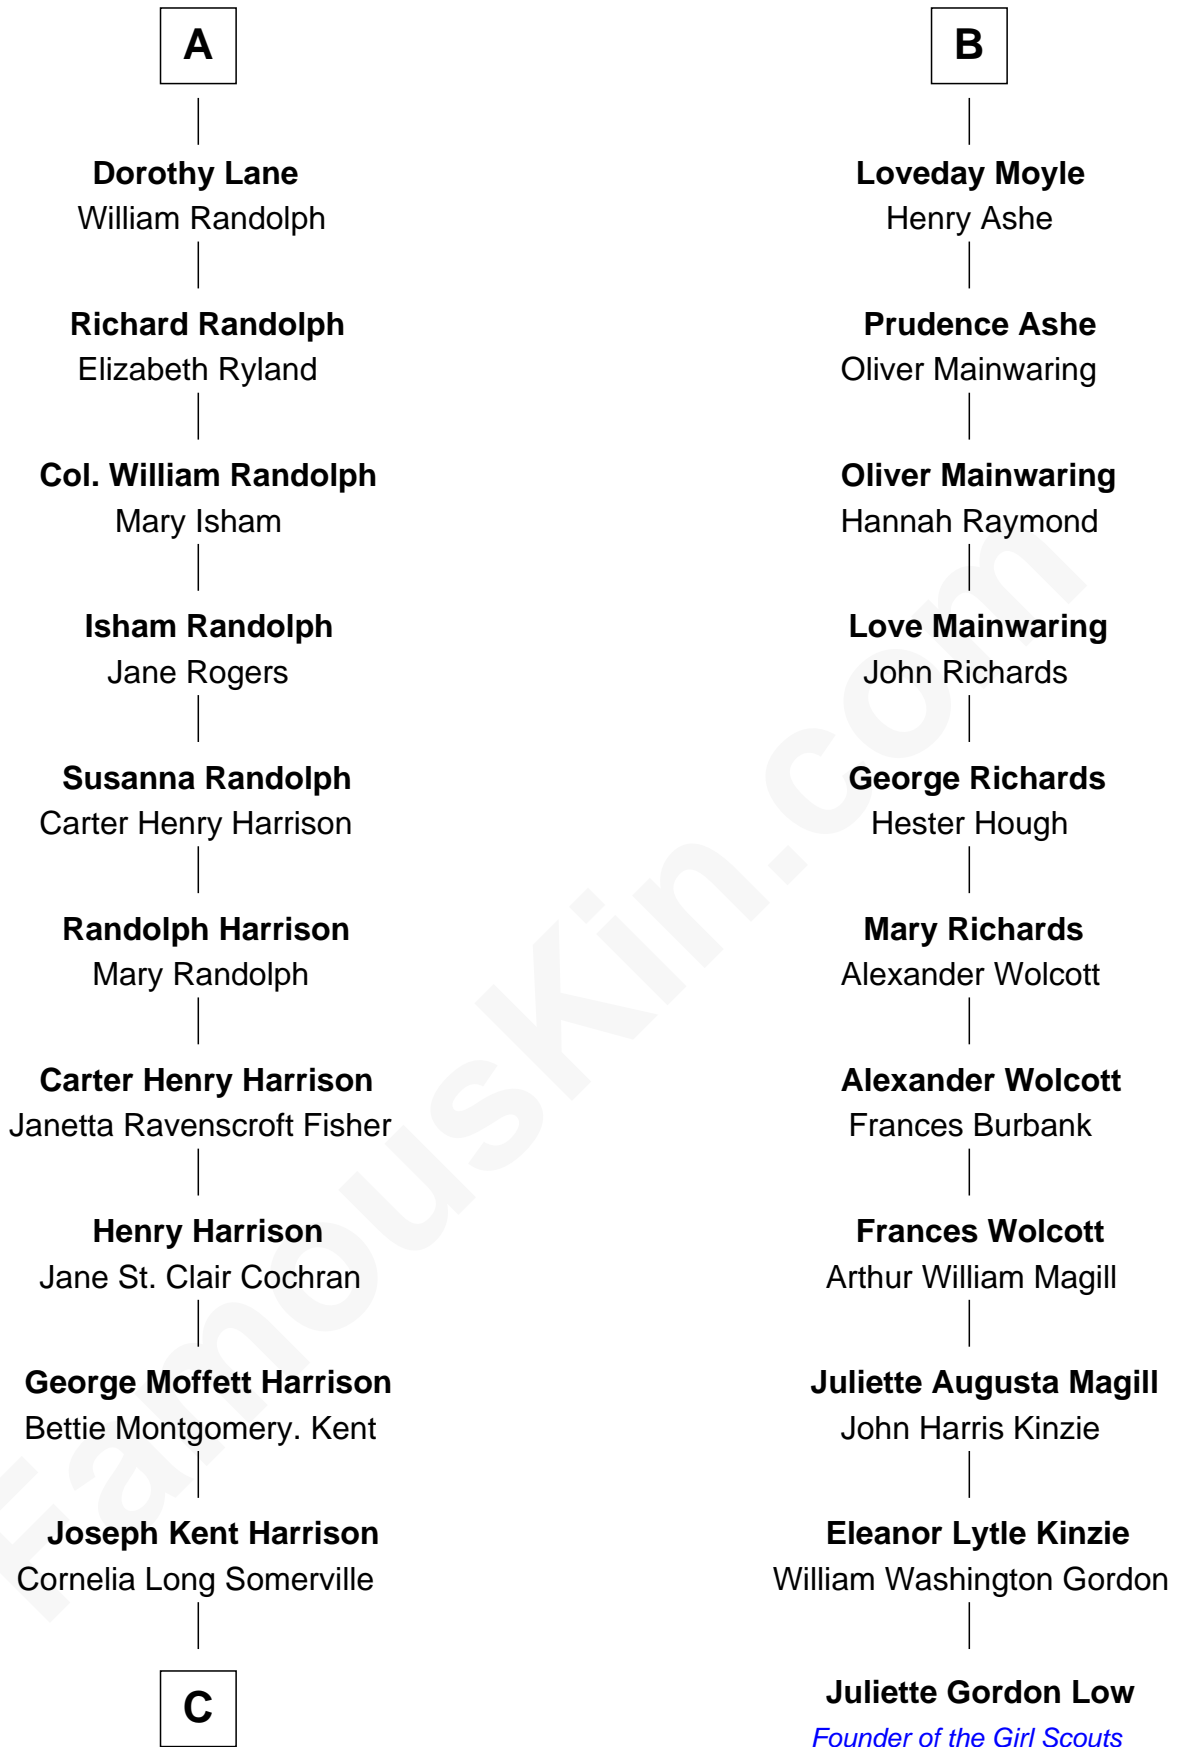 A
Dorothy Lane
William Randolph
Richard Randolph
Elizabeth Ryland
Col. William Randolph
Mary Isham
Isham Randolph
Jane Rogers
Susanna Randolph
Carter Henry Harrison
Randolph Harrison
Mary Randolph
Carter Henry Harrison
Janetta Ravenscroft Fisher
Henry Harrison
Jane St. Clair Cochran
George Moffett Harrison
Bettie Montgomery. Kent
Joseph Kent Harrison
Cornelia Long Somerville
C
B
Loveday Moyle
Henry Ashe
Prudence Ashe
Oliver Mainwaring
Oliver Mainwaring
Hannah Raymond
Love Mainwaring
John Richards
George Richards
Hester Hough
Mary Richards
Alexander Wolcott
Alexander Wolcott
Frances Burbank
Frances Wolcott
Arthur William Magill
Juliette Augusta Magill
John Harris Kinzie
Eleanor Lytle Kinzie
William Washington Gordon
Juliette Gordon Low
Founder of the Girl Scouts
FamousKin.com